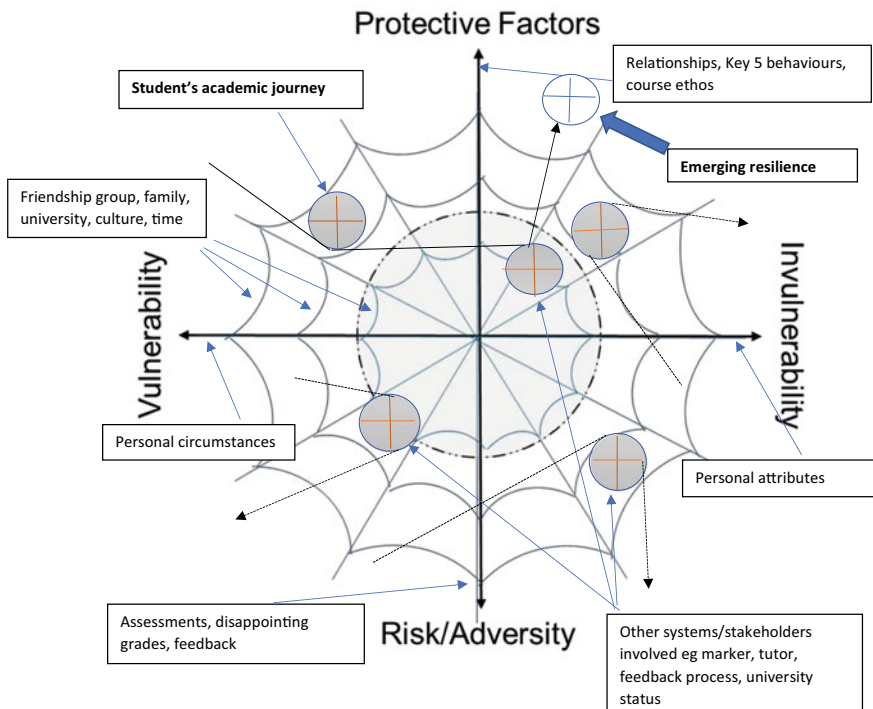 Protective Factors
Relationships, Key 5 behaviours,
course ethos
Student’s academic journey
Emerging resilience
Friendship group, family,
university, culture, time
Vulnerability
Invulnerability
Personal circumstances
Personal attributes
Assessments, disappointing
grades, feedback
Risk/Adversity
Other systems/stakeholders
involved eg marker, tutor,
feedback process, university
status